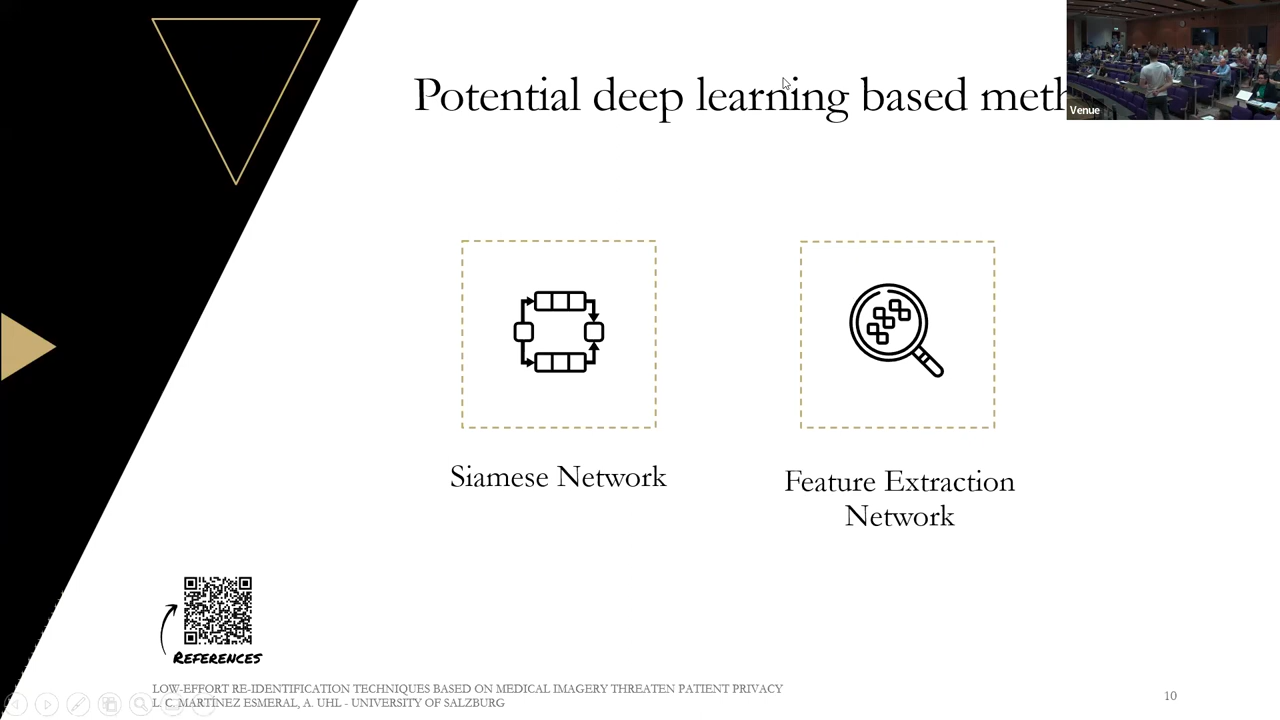 Potential deep learning based meth
Venue
Siamese Network
Feature Extraction
Network
REFERENCES
LOW-EFFORT RE-IDENTIFICATION TECHNIQUES BASED ON MEDICAL IMAGERY THREATEN PATIENT PRIVACY
L. C. MARTÍNEZ ESMERAL, A. UHL - UNIVERSITY OF SALZBURG
10